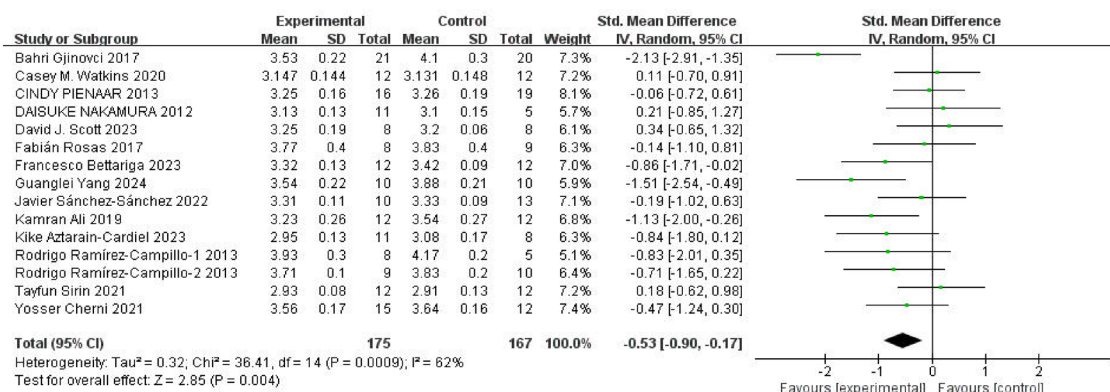 Experimental Control Std. Mean Difference Std. Mean Difference
Study or Subgroup Mean SD Total Mean SD Total Weight IV, Random, 95% CI IV, Random, 95% CI
Bahri Gjinovci 2017 3.53 0.22 21 4.1 0.3 20 7.3% -2.13 [-2.91, -1.35]
Casey M. Watkins 2020 3.147 0.144 12 3.131 0.148 12 7.2% 0.11 [-0.70, 0.91]
CINDY PIENAAR 2013 3.25 0.16 16 3.26 0.19 19 8.1% -0.06 [-0.72, 0.61]
DAISUKE NAKAMURA 2012 3.13 0.13 11 3.1 0.15 5 5.7% 0.21 [-0.85, 1.27]
David J. Scott 2023 3.25 0.19 8 3.2 0.06 8 6.1% 0.34 [-0.65, 1.32]
Fabián Rosas 2017 3.77 0.4 8 3.83 0.4 9 6.3% -0.14 [-1.10, 0.81]
Francesco Bettariga 2023 3.32 0.13 12 3.42 0.09 12 6.9% -0.86 [-1.71, -0.02]
Guanglei Yang 2024 3.54 0.22 10 3.88 0.21 10 5.9% -1.51 [-2.54, -0.49]
Javier Sánchez-Sánchez 2022 3.31 0.11 10 3.33 0.09 13 7.0% -0.19 [-1.02, 0.63]
Kamran Ali 2019 3.23 0.26 12 3.54 0.27 12 6.8% -1.13 [-2.00, -0.26]
Kike Aztarain-Cardiel 2023 2.95 0.13 11 3.08 0.17 8 6.3% -0.84 [-1.80, 0.12]
Rodrigo Ramírez-Campillo-1 2013 3.93 0.3 8 4.17 0.2 5 5.2% -0.83 [-2.01, 0.35]
Rodrigo Ramírez-Campillo-2 2013 3.71 0.1 9 3.83 0.2 10 6.4% -0.71 [-1.65, 0.22]
Tayfun Sirin 2021 2.93 0.08 12 2.91 0.13 12 7.2% 0.18 [-0.62, 0.98]
Yosser Cherni 2021 3.56 0.17 15 3.64 0.16 12 7.4% -0.47 [-1.24, 0.30]
Total (95% CI) 175 167 100.0% -0.53 [-0.90, -0.17]
Heterogeneity: Tau² = 0.32; Chi² = 36.41, df = 14 (P = 0.0009); I² = 62%
Test for overall effect: Z = 2.85 (P = 0.004)
-2 -1 0 1 2
Favours [experimental] Favours [control]